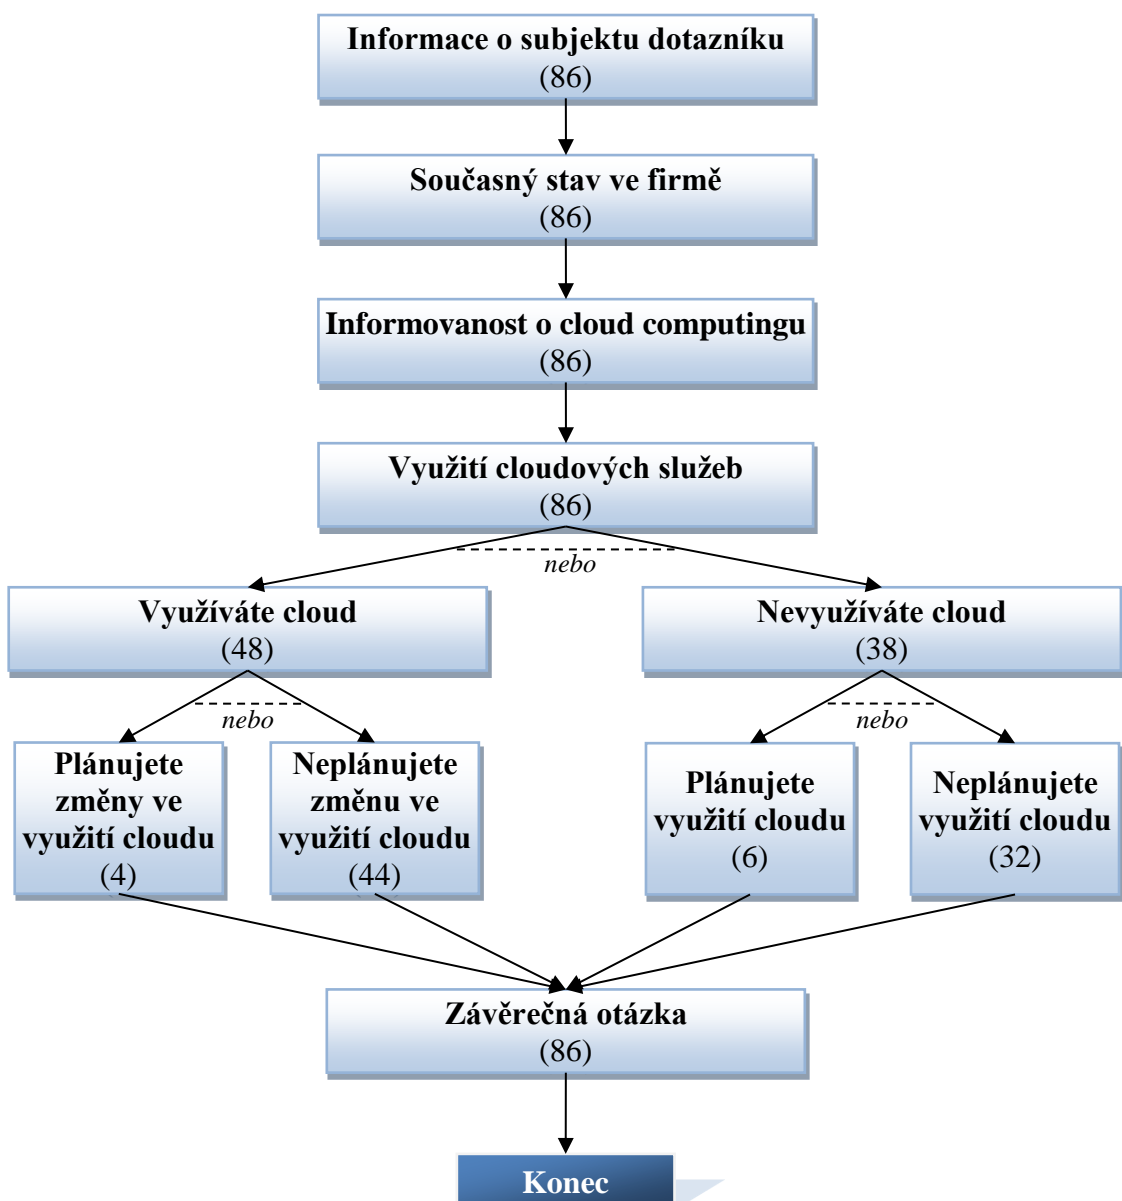 Informace o subjektu dotazníku
(86)
Současný stav ve firmě
(86)
Informovanost o cloud computingu
(86)
Využití cloudových služeb
(86)
nebo
Využíváte cloud
(48)
Nevyužíváte cloud
(38)
nebo
nebo
Plánujete
změny ve
využití cloudu
(4)
Neplánujete
změnu ve
využití cloudu
(44)
Plánujete
využití cloudu
(6)
Neplánujete
využití cloudu
(32)
Závěrečná otázka
(86)
Konec